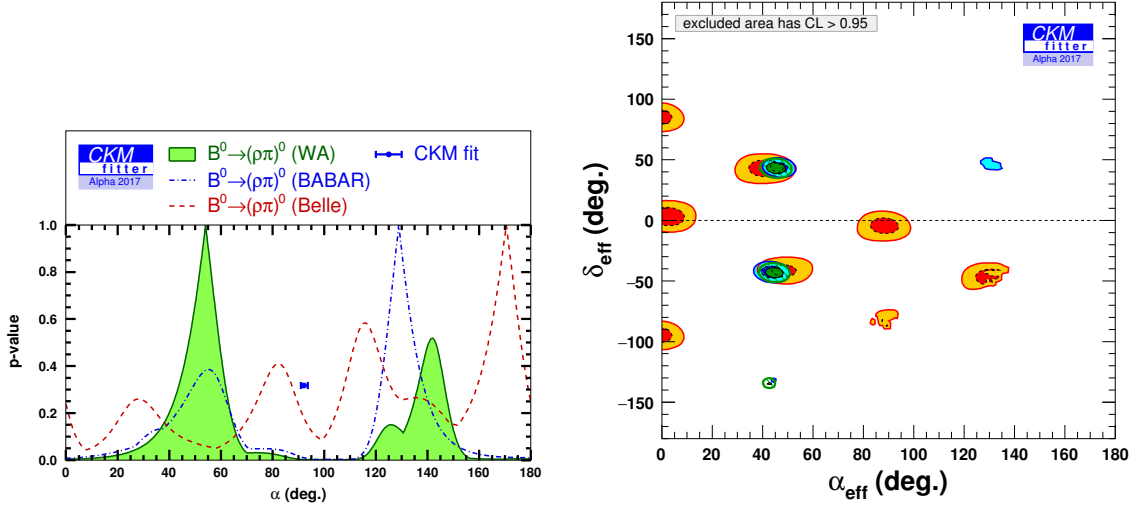 CKM
fitter
Alpha 2017
B⁰→(ρπ)⁰ (WA)
CKM fit
B⁰→(ρπ)⁰ (BABAR)
B⁰→(ρπ)⁰ (Belle)
1.0
0.8
0.6
0.4
0.2
0.0
p-value
0 20 40 60 80 100 120 140 160 180
α (deg.)
excluded area has CL > 0.95
CKM
fitter
Alpha 2017
150
100
50
0
−50
−100
−150
δeff (deg.)
0 20 40 60 80 100 120 140 160 180
αeff (deg.)